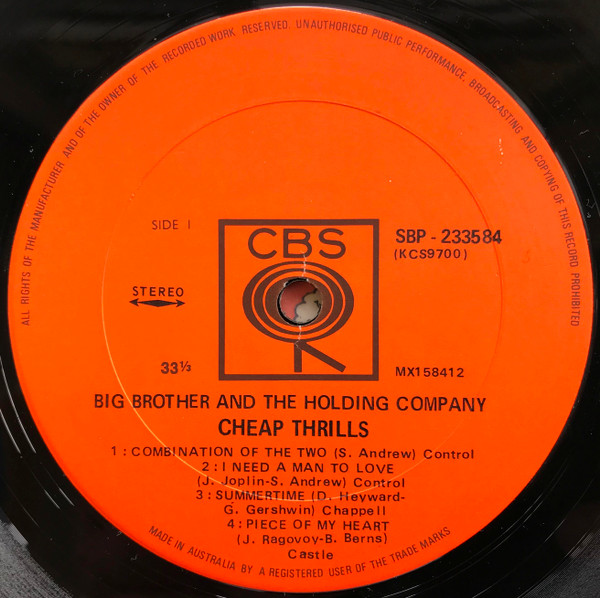 ALL RIGHTS OF THE MANUFACTURER AND OF THE OWNER OF THE RECORDED WORK RESERVED. UNAUTHORISED PUBLIC PERFORMANCE, BROADCASTING AND COPYING OF THIS RECORD PROHIBITED
SIDE 1
CBS
SBP - 233584
(KCS9700)
STEREO
33⅓
MX158412
BIG BROTHER AND THE HOLDING COMPANY
CHEAP THRILLS
1 : COMBINATION OF THE TWO (S. Andrew) Control
2 : I NEED A MAN TO LOVE
(J. Joplin-S. Andrew) Control
3 : SUMMERTIME (D. Heyward-
G. Gershwin) Chappell
4 : PIECE OF MY HEART
(J. Ragovoy-B. Berns)
Castle
MADE IN AUSTRALIA BY A REGISTERED USER OF THE TRADE MARKS